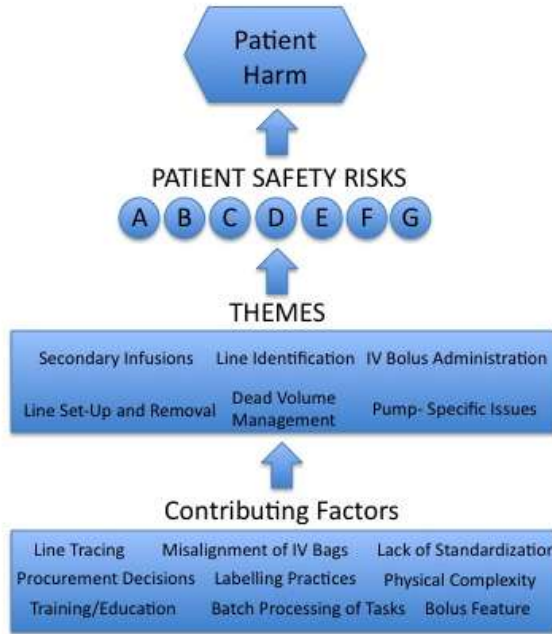 Patient
Harm
PATIENT SAFETY RISKS
A B C D E F G
THEMES
Secondary Infusions Line Identification IV Bolus Administration
Line Set-Up and Removal Dead Volume Management Pump- Specific Issues
Contributing Factors
Line Tracing Misalignment of IV Bags Lack of Standardization
Procurement Decisions Labelling Practices Physical Complexity
Training/Education Batch Processing of Tasks Bolus Feature